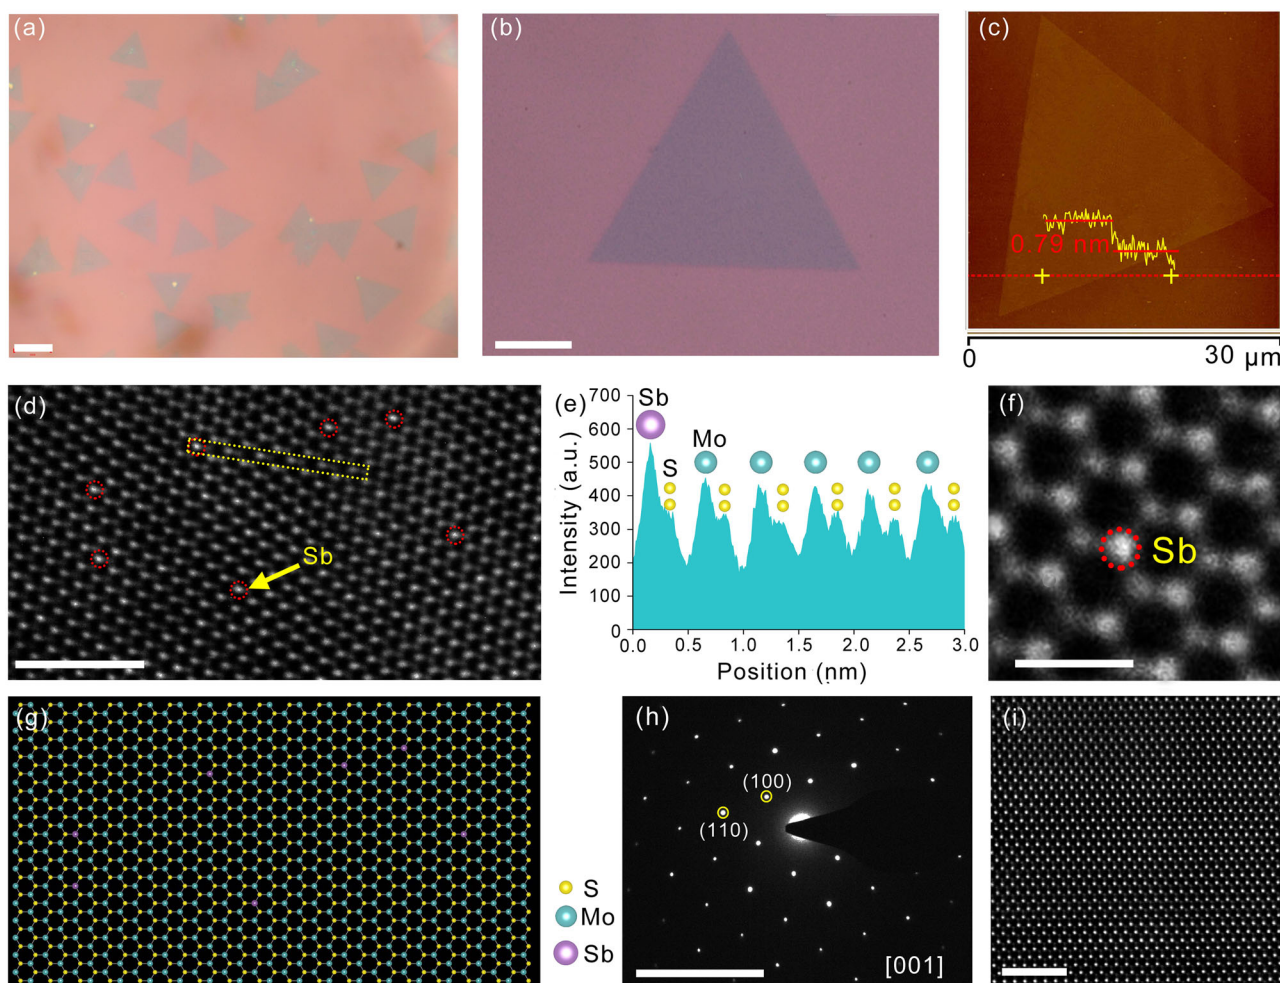 (a)
(b)
(c)
0.79 nm
0
30 μm
(d)
Sb
(e)
700
600
500
400
300
200
100
0
Intensity (a.u.)
Sb
S
Mo
0.0
0.5
1.0
1.5
2.0
2.5
3.0
Position (nm)
(f)
Sb
(g)
S
Mo
Sb
(h)
(100)
(110)
[001]
(i)